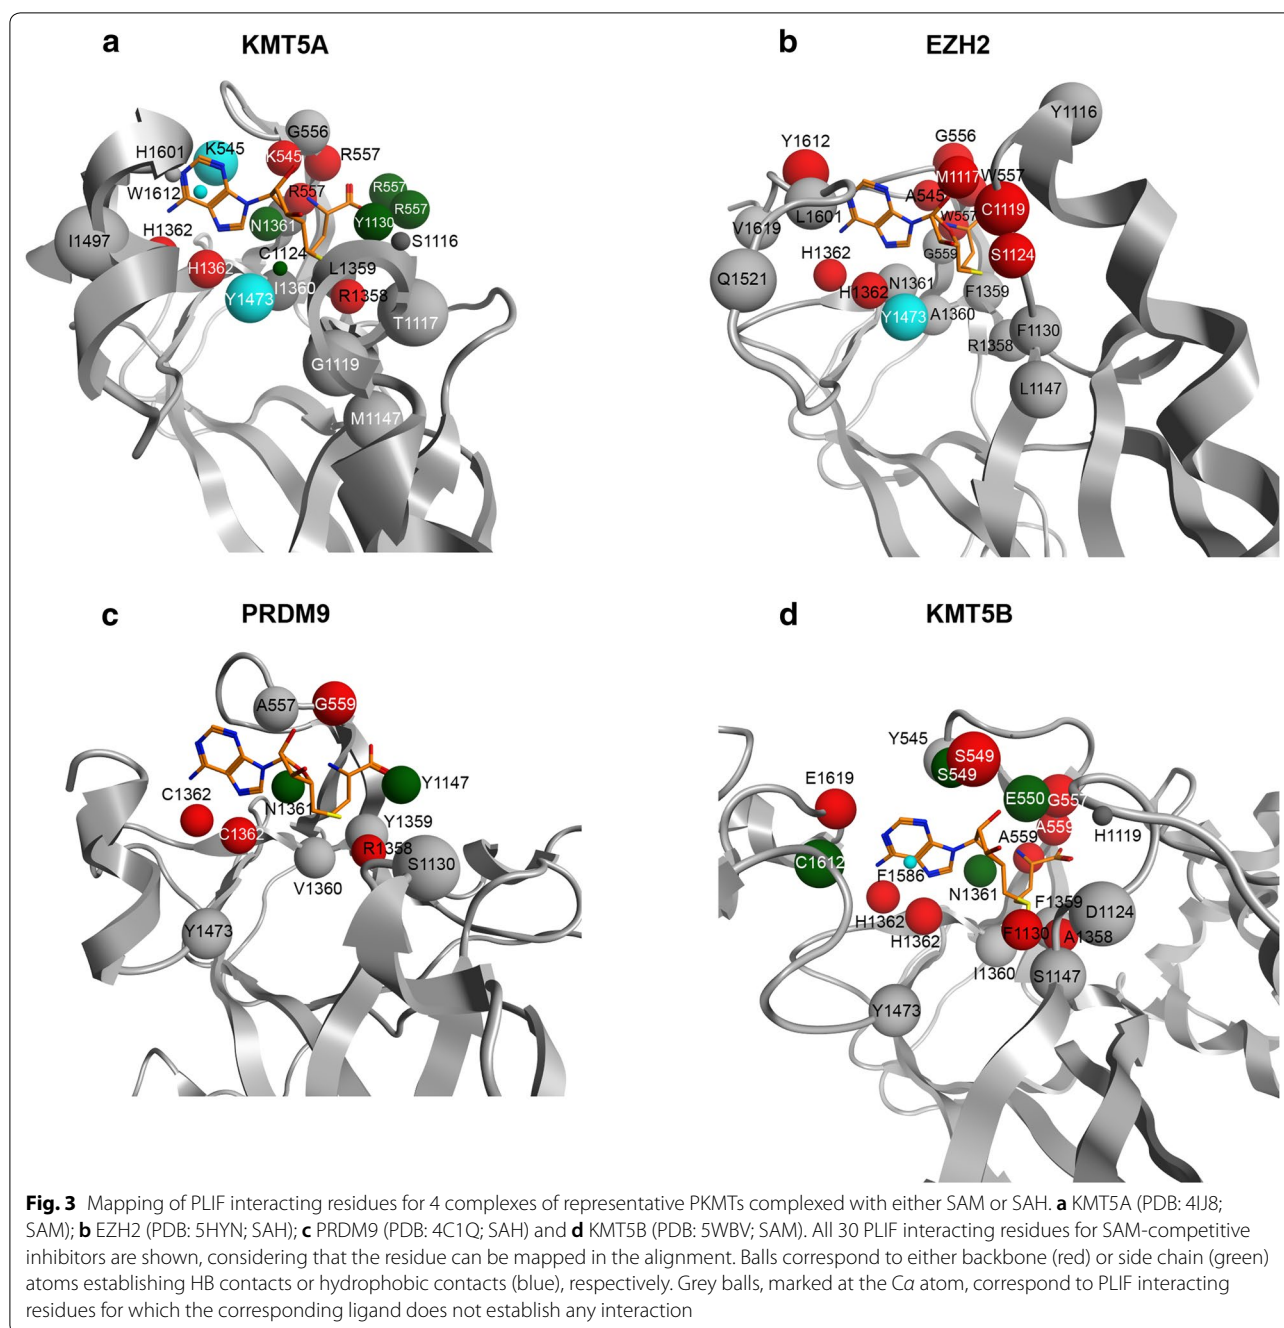 a
KMT5A
G556
H1601
K545
K545
R557
W1612
R557
R557
R557
N1361
Y1130
I1497
H1362
S1116
C1124
H1362
L1359
I1360
Y1473
R1358
T1117
G1119
M1147
b
EZH2
Y1116
Y1612
G556
M1117
W557
A545
L1601
C1119
V1619
W557
H1362
G559
S1124
Q1521
H1362
N1361
F1359
Y1473
A1360
F1130
R1358
L1147
c
PRDM9
A557
G559
C1362
N1361
Y1147
C1362
Y1359
R1358
V1360
S1130
Y1473
d
KMT5B
Y545
S549
S549
E1619
E550
G557
A559
A559
H1119
C1612
F1586
N1361
H1362
F1359
D1124
H1362
F1130
A1358
I1360
S1147
Y1473
Fig. 3 Mapping of PLIF interacting residues for 4 complexes of representative PKMTs complexed with either SAM or SAH. a KMT5A (PDB: 4IJ8;
SAM); b EZH2 (PDB: 5HYN; SAH); c PRDM9 (PDB: 4C1Q; SAH) and d KMT5B (PDB: 5WBV; SAM). All 30 PLIF interacting residues for SAM-competitive
inhibitors are shown, considering that the residue can be mapped in the alignment. Balls correspond to either backbone (red) or side chain (green)
atoms establishing HB contacts or hydrophobic contacts (blue), respectively. Grey balls, marked at the Cα atom, correspond to PLIF interacting
residues for which the corresponding ligand does not establish any interaction